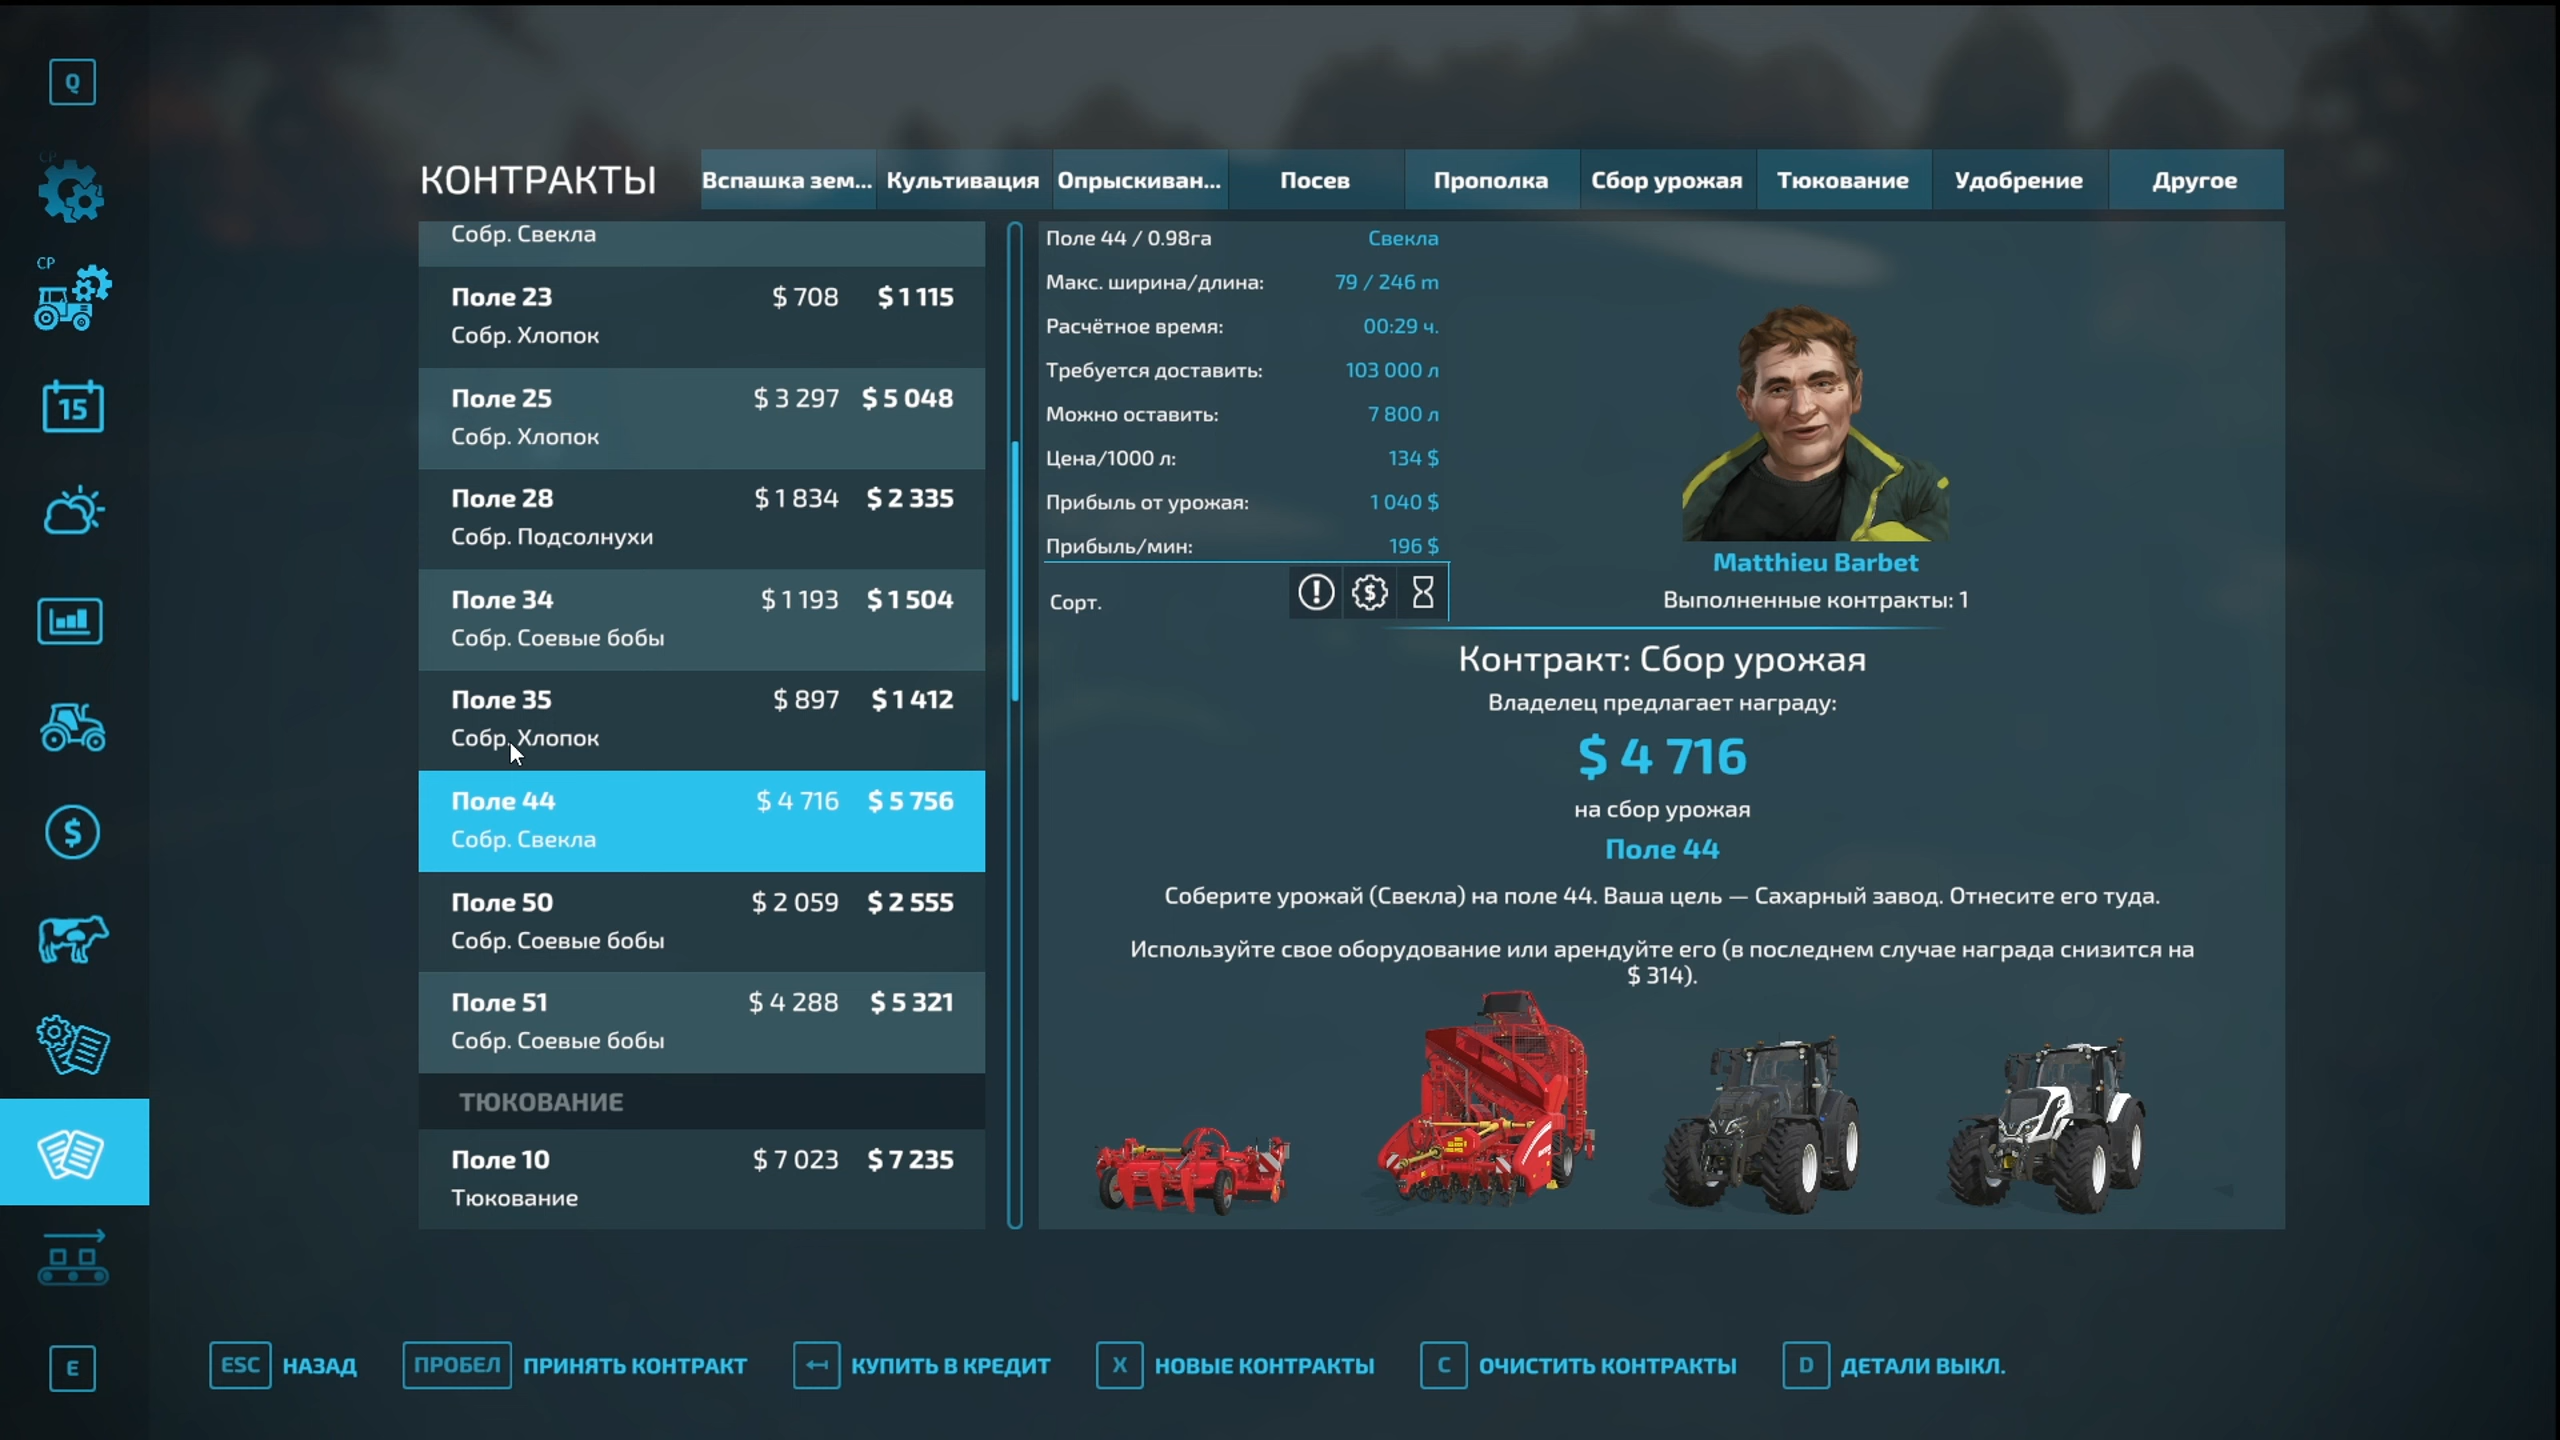 Q
КОНТРАКТЫ
Вспашка зем...
Культивация
Опрыскиван...
Посев
Прополка
Сбор урожая
Тюкование
Удобрение
Другое
CP
CP
15
Собр. Свекла
Поле 23 $ 708 $ 1 115
Собр. Хлопок
Поле 25 $ 3 297 $ 5 048
Собр. Хлопок
Поле 28 $ 1 834 $ 2 335
Собр. Подсолнухи
Поле 34 $ 1 193 $ 1 504
Собр. Соевые бобы
Поле 35 $ 897 $ 1 412
Собр. Хлопок
Поле 44 $ 4 716 $ 5 756
Собр. Свекла
Поле 50 $ 2 059 $ 2 555
Собр. Соевые бобы
Поле 51 $ 4 288 $ 5 321
Собр. Соевые бобы
ТЮКОВАНИЕ
Поле 10 $ 7 023 $ 7 235
Тюкование
Поле 44 / 0.98га Свекла
Макс. ширина/длина: 79 / 246 m
Расчётное время: 00:29 ч.
Требуется доставить: 103 000 л
Можно оставить: 7 800 л
Цена/1000 л: 134 $
Прибыль от урожая: 1 040 $
Прибыль/мин: 196 $
Сорт.
Matthieu Barbet
Выполненные контракты: 1
Контракт: Сбор урожая
Владелец предлагает награду:
$ 4 716
на сбор урожая
Поле 44
Соберите урожай (Свекла) на поле 44. Ваша цель — Сахарный завод. Отнесите его туда.
Используйте свое оборудование или арендуйте его (в последнем случае награда снизится на
$ 314).
E
ESC НАЗАД
ПРОБЕЛ ПРИНЯТЬ КОНТРАКТ
КУПИТЬ В КРЕДИТ
X НОВЫЕ КОНТРАКТЫ
C ОЧИСТИТЬ КОНТРАКТЫ
D ДЕТАЛИ ВЫКЛ.